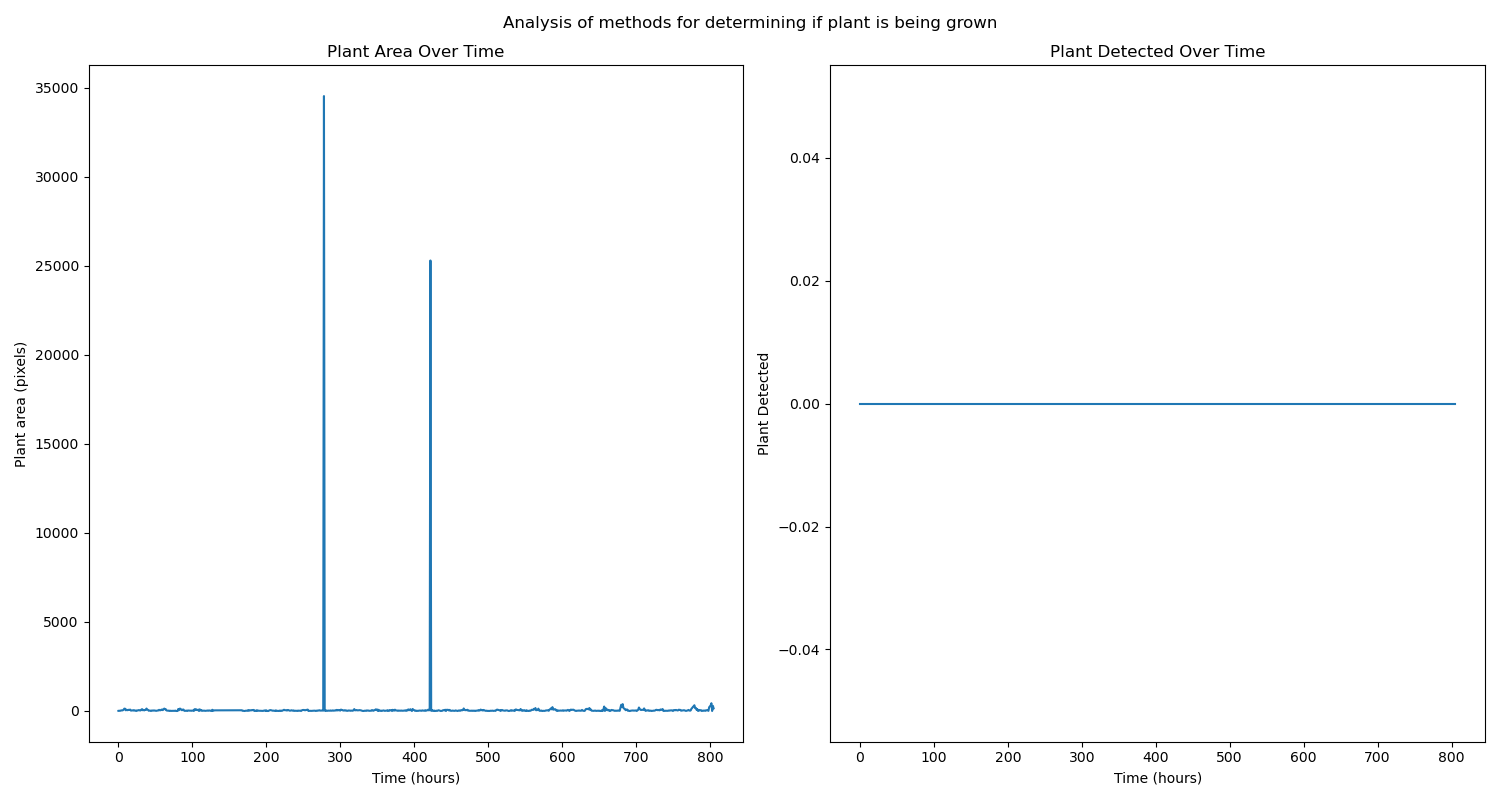 Analysis of methods for determining if plant is being grown
Plant Area Over Time
Plant area (pixels)
35000
30000
25000
20000
15000
10000
5000
0
0 100 200 300 400 500 600 700 800
Time (hours)
Plant Detected Over Time
Plant Detected
0.04
0.02
0.00
−0.02
−0.04
0 100 200 300 400 500 600 700 800
Time (hours)